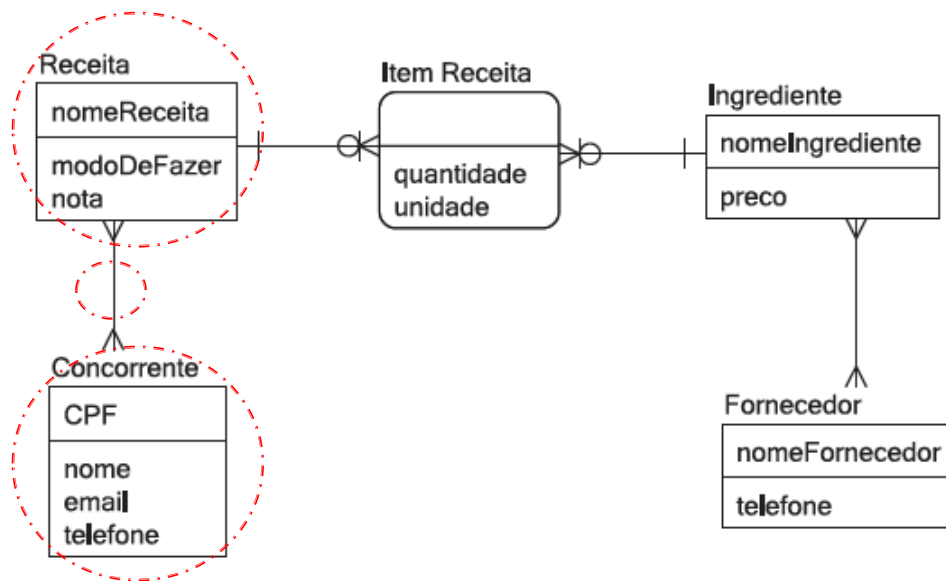 Receita
nomeReceita
modoDeFazer
nota
Item Receita
quantidade
unidade
Ingrediente
nomeIngrediente
preco
Concorrente
CPF
nome
email
telefone
Fornecedor
nomeFornecedor
telefone